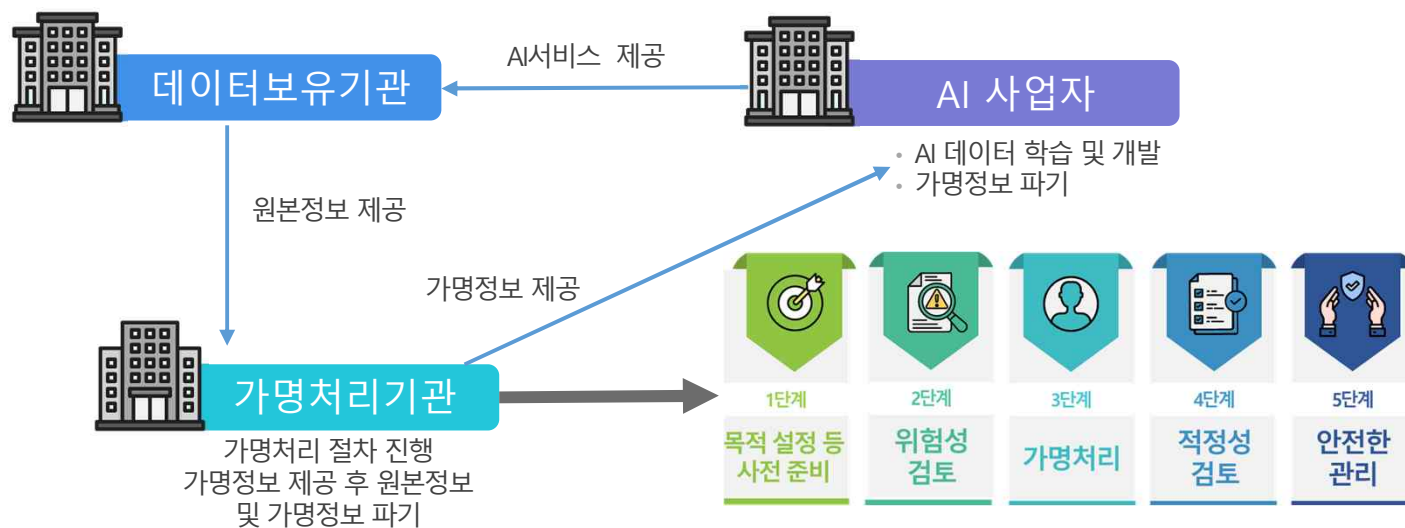 데이터보유기관
AI서비스 제공
AI 사업자
• AI 데이터 학습 및 개발
• 가명정보 파기
원본정보 제공
가명정보 제공
가명처리기관
가명처리 절차 진행
가명정보 제공 후 원본정보
및 가명정보 파기
1단계
목적 설정 등
사전 준비
2단계
위험성
검토
3단계
가명처리
4단계
적정성
검토
5단계
안전한
관리